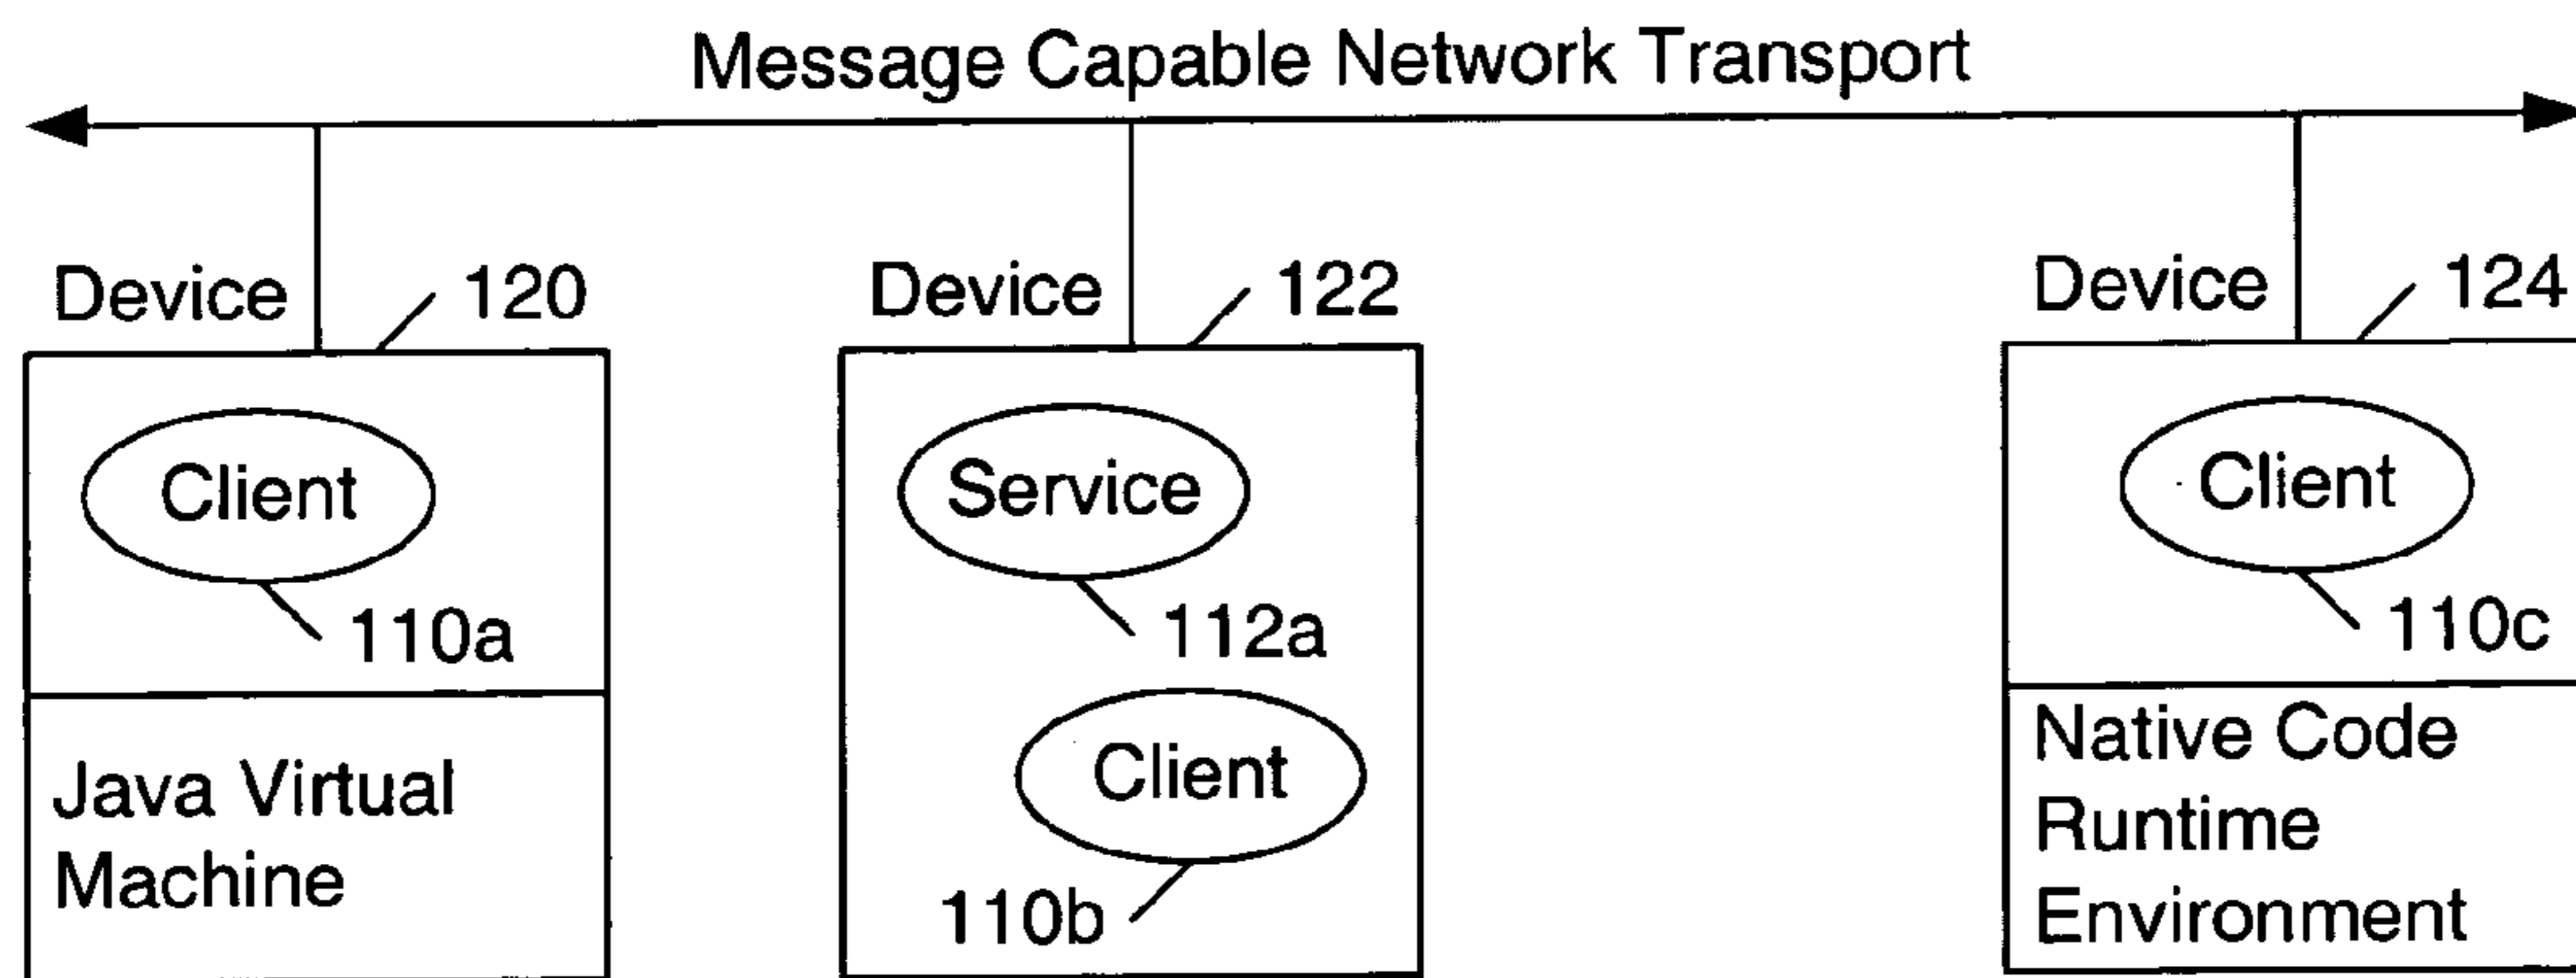 Message Capable Network Transport
Device 120
Device 122
Device 124
Client
110a
Java Virtual
Machine
Service
112a
Client
110b
Client
110c
Native Code
Runtime
Environment